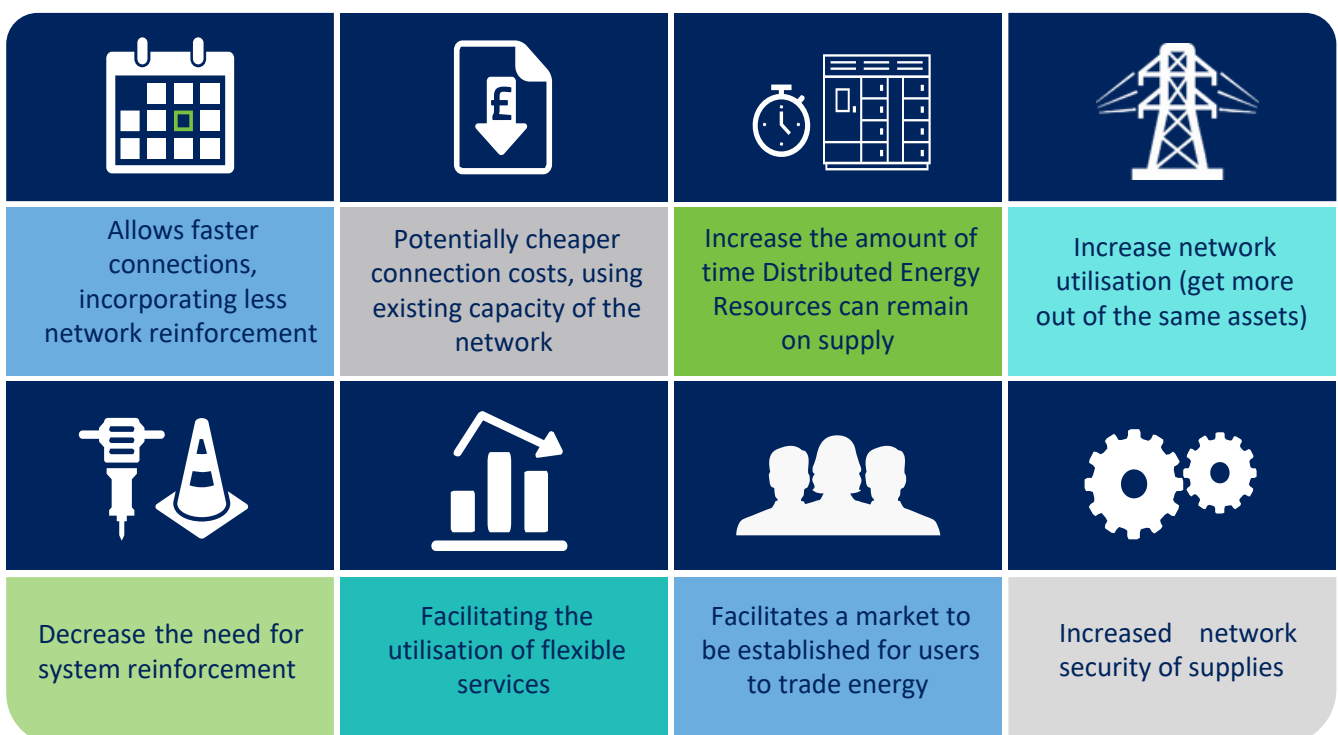 £
Allows faster
connections,
incorporating less
network reinforcement
Potentially cheaper
connection costs, using
existing capacity of the
network
Increase the amount of
time Distributed Energy
Resources can remain
on supply
Increase network
utilisation (get more
out of the same assets)
Decrease the need for
system reinforcement
Facilitating the
utilisation of flexible
services
Facilitates a market to
be established for users
to trade energy
Increased network
security of supplies